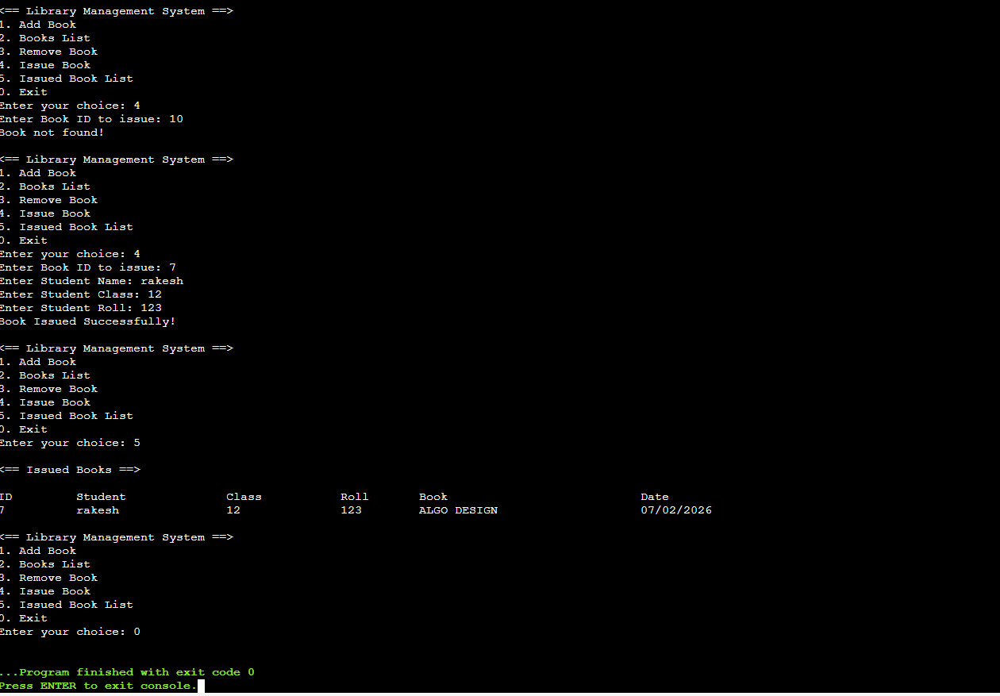 <== Library Management System ==>
1. Add Book
2. Books List
3. Remove Book
4. Issue Book
5. Issued Book List
0. Exit
Enter your choice: 4
Enter Book ID to issue: 10
Book not found!
<== Library Management System ==>
1. Add Book
2. Books List
3. Remove Book
4. Issue Book
5. Issued Book List
0. Exit
Enter your choice: 4
Enter Book ID to issue: 7
Enter Student Name: rakesh
Enter Student Class: 12
Enter Student Roll: 123
Book Issued Successfully!
<== Library Management System ==>
1. Add Book
2. Books List
3. Remove Book
4. Issue Book
5. Issued Book List
0. Exit
Enter your choice: 5
<== Issued Books ==>
ID Student Class Roll Book Date
7 rakesh 12 123 ALGO DESIGN 07/02/2026
<== Library Management System ==>
1. Add Book
2. Books List
3. Remove Book
4. Issue Book
5. Issued Book List
0. Exit
Enter your choice: 0
...Program finished with exit code 0
Press ENTER to exit console.